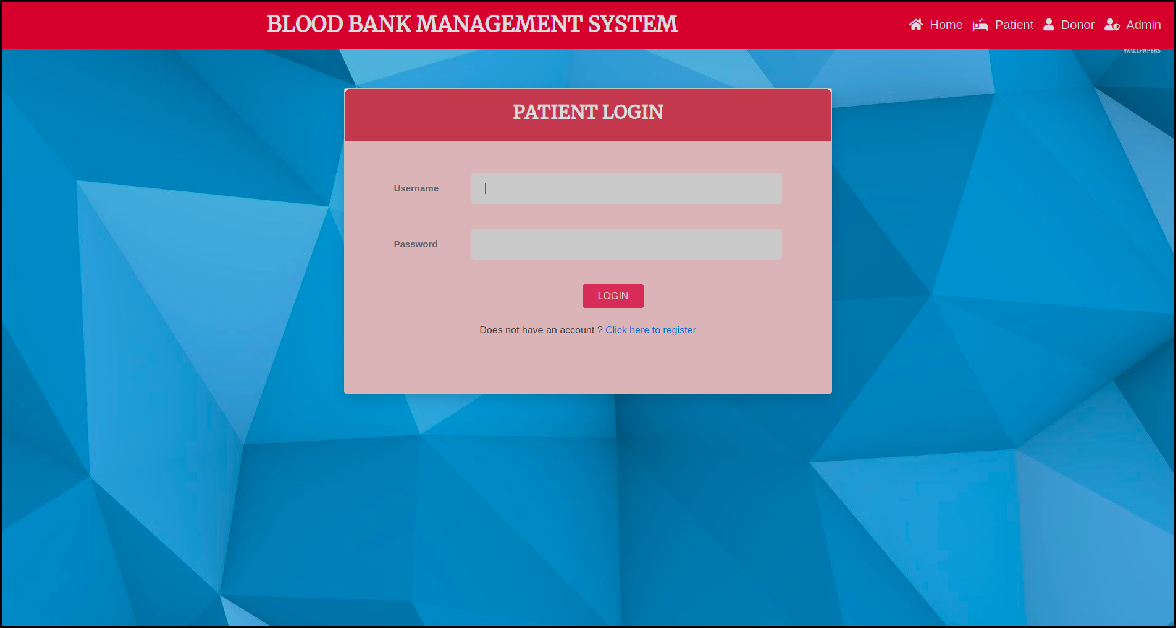 BLOOD BANK MANAGEMENT SYSTEM
Home Patient Donor Admin
WALLPAPERS
PATIENT LOGIN
Username
Password
LOGIN
Does not have an account ? Click here to register